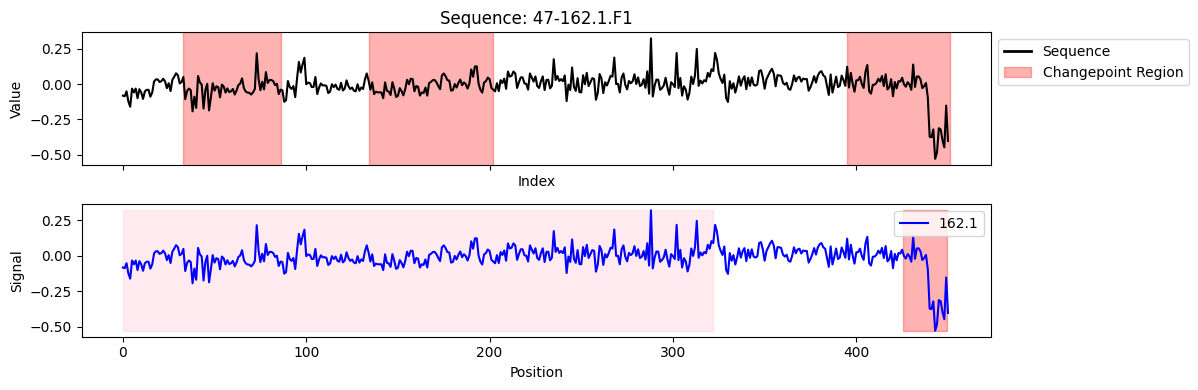 Sequence: 47-162.1.F1
0.25
0.00
−0.25
−0.50
Value
Index
Sequence
Changepoint Region
0.25
0.00
−0.25
−0.50
Signal
162.1
0 100 200 300 400
Position